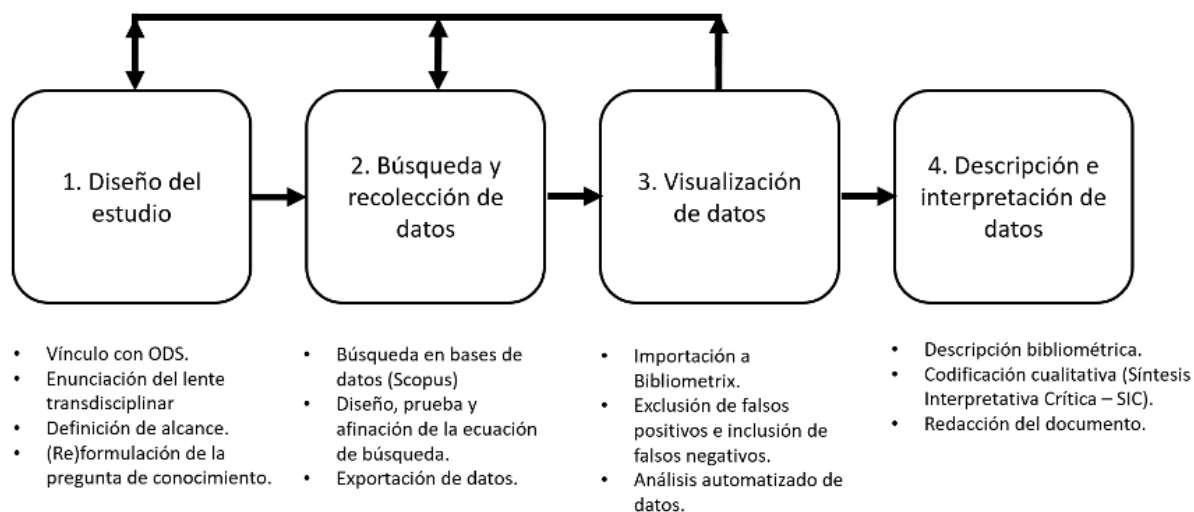 1. Diseño del
estudio
2. Búsqueda y
recolección de
datos
3. Visualización
de datos
4. Descripción e
interpretación de
datos
• Vínculo con ODS.
• Enunciación del lente
transdisciplinar
• Definición de alcance.
• (Re)formulación de la
pregunta de conocimiento.
• Búsqueda en bases de
datos (Scopus)
• Diseño, prueba y
afinación de la ecuación
de búsqueda.
• Exportación de datos.
• Importación a
Bibliometrix.
• Exclusión de falsos
positivos e inclusión de
falsos negativos.
• Análisis automatizado de
datos.
• Descripción bibliométrica.
• Codificación cualitativa (Síntesis
Interpretativa Crítica – SIC).
• Redacción del documento.